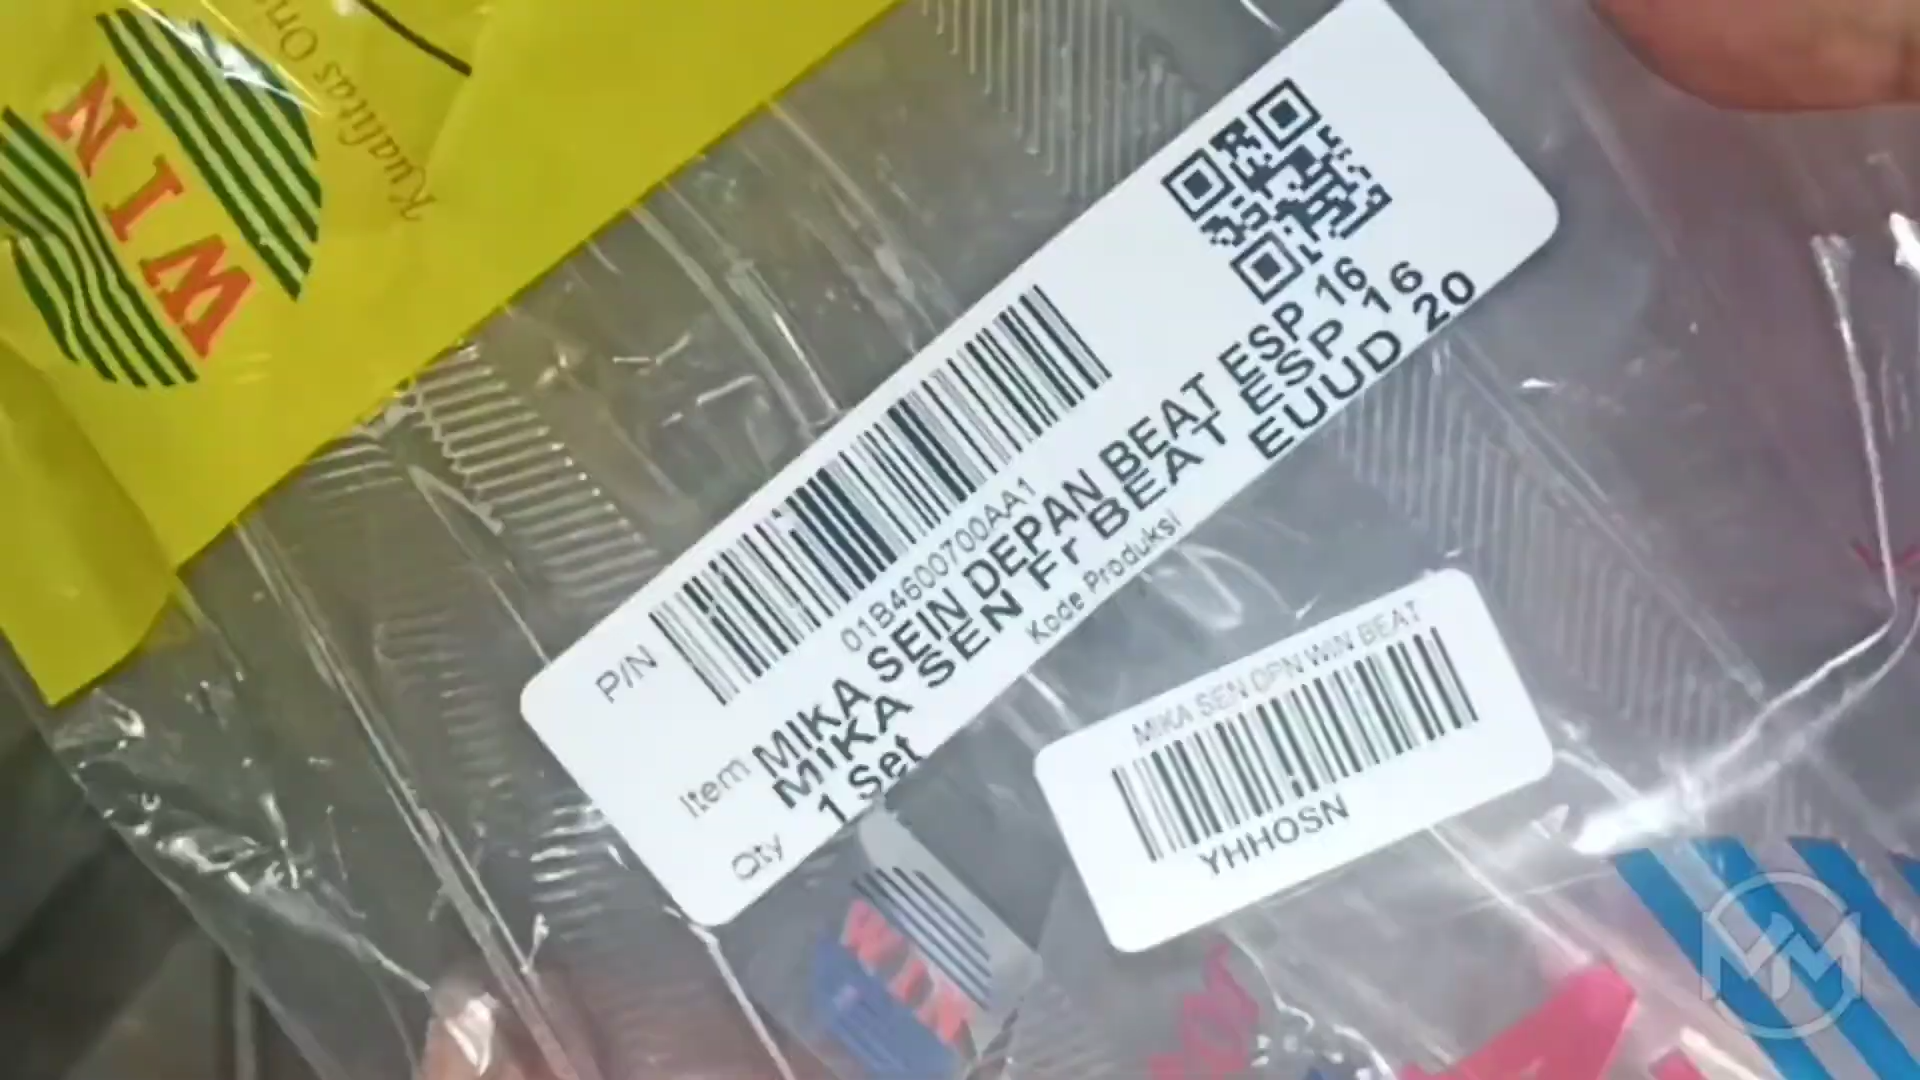 WIN
Kualitas
P/N
01B4600700AA1
Item MIKA SEIN DEPAN BEAT ESP 16
MIKA SEN Fr BEAT ESP 16
Qty 1 Set
Kode Produksi EUUD 20
MIKA SEN DPN WIN BEAT
YHHOSN
WIN